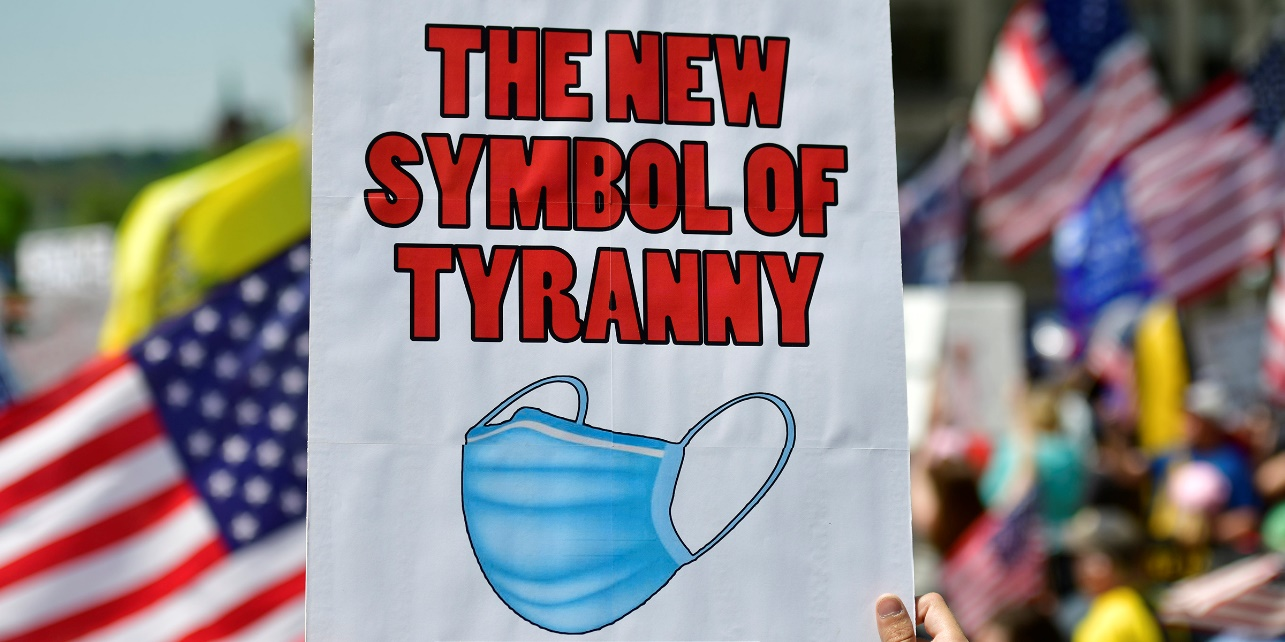 THE NEW
SYMBOL OF
TYRANNY